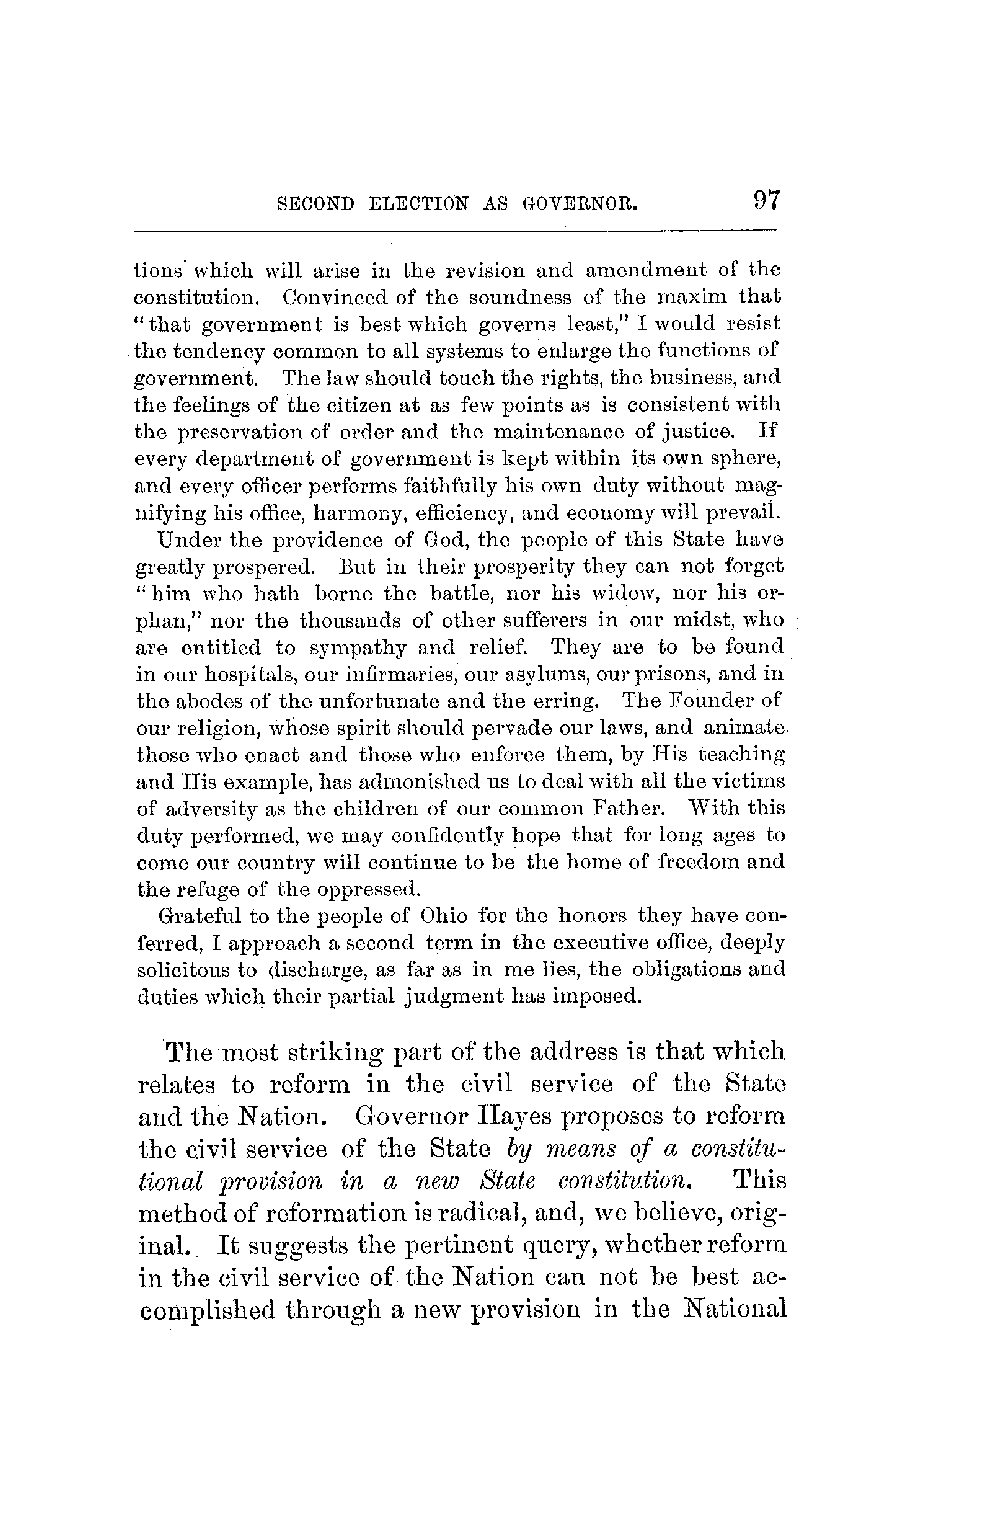 SECOND ELECTION AS GOVERNOR. 97
tions which will arise in the revision and amendment of the
constitution. Convinced of the soundness of the maxim that
"that government is best which governs least," I would resist
the tendency common to all systems to enlarge the functions of
government. The law should touch the rights, the business, and
the feelings of the citizen at as few points as is consistent with
the preservation of order and the maintenance of justice. If
every department of government is kept within its own sphere,
and every officer performs faithfully his own duty without mag-
nifying his office, harmony, efficiency, and economy will prevail.
Under the providence of God, the people of this State have
greatly prospered. But in their prosperity they can not forget
"him who hath borne the battle, nor his widow, nor his or-
phan," nor the thousands of other sufferers in our midst, who
are entitled to sympathy and relief. They are to be found
in our hospitals, our infirmaries, our asylums, our prisons, and in
the abodes of the unfortunate and the erring. The Founder of
our religion, whose spirit should pervade our laws, and animate
those who enact and those who enforce them, by His teaching
and His example, has admonished us to deal with all the victims
of adversity as the children of our common Father. With this
duty performed, we may confidently hope that for long ages to
come our country will continue to be the home of freedom and
the refuge of the oppressed.
Grateful to the people of Ohio for the honors they have con-
ferred, I approach a second term in the executive office, deeply
solicitous to discharge, as far as in me lies, the obligations and
duties which their partial judgment has imposed.
The most striking part of the address is that which
relates to reform in the civil service of the State
and the Nation. Governor Hayes proposes to reform
the civil service of the State by means of a constitu-
tional provision in a new State constitution. This
method of reformation is radical, and, we believe, orig-
inal. It suggests the pertinent query, whether reform
in the civil service of the Nation can not be best ac-
complished through a new provision in the National